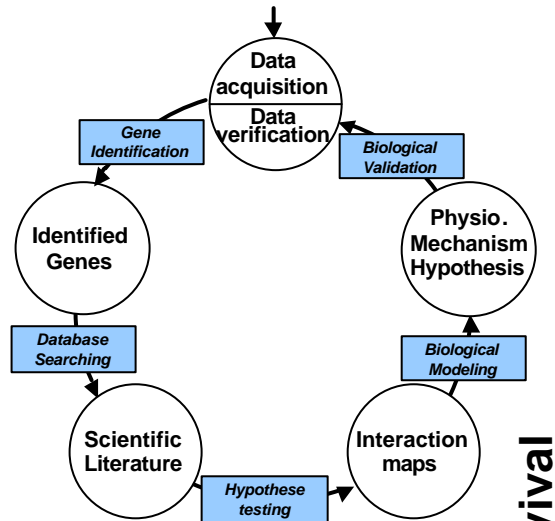 Data
acquisition
Data
verification
Gene
Identification
Biological
Validation
Identified
Genes
Physio.
Mechanism
Hypothesis
Database
Searching
Biological
Modeling
Scientific
Literature
Interaction
maps
Hypothese
testing
vival